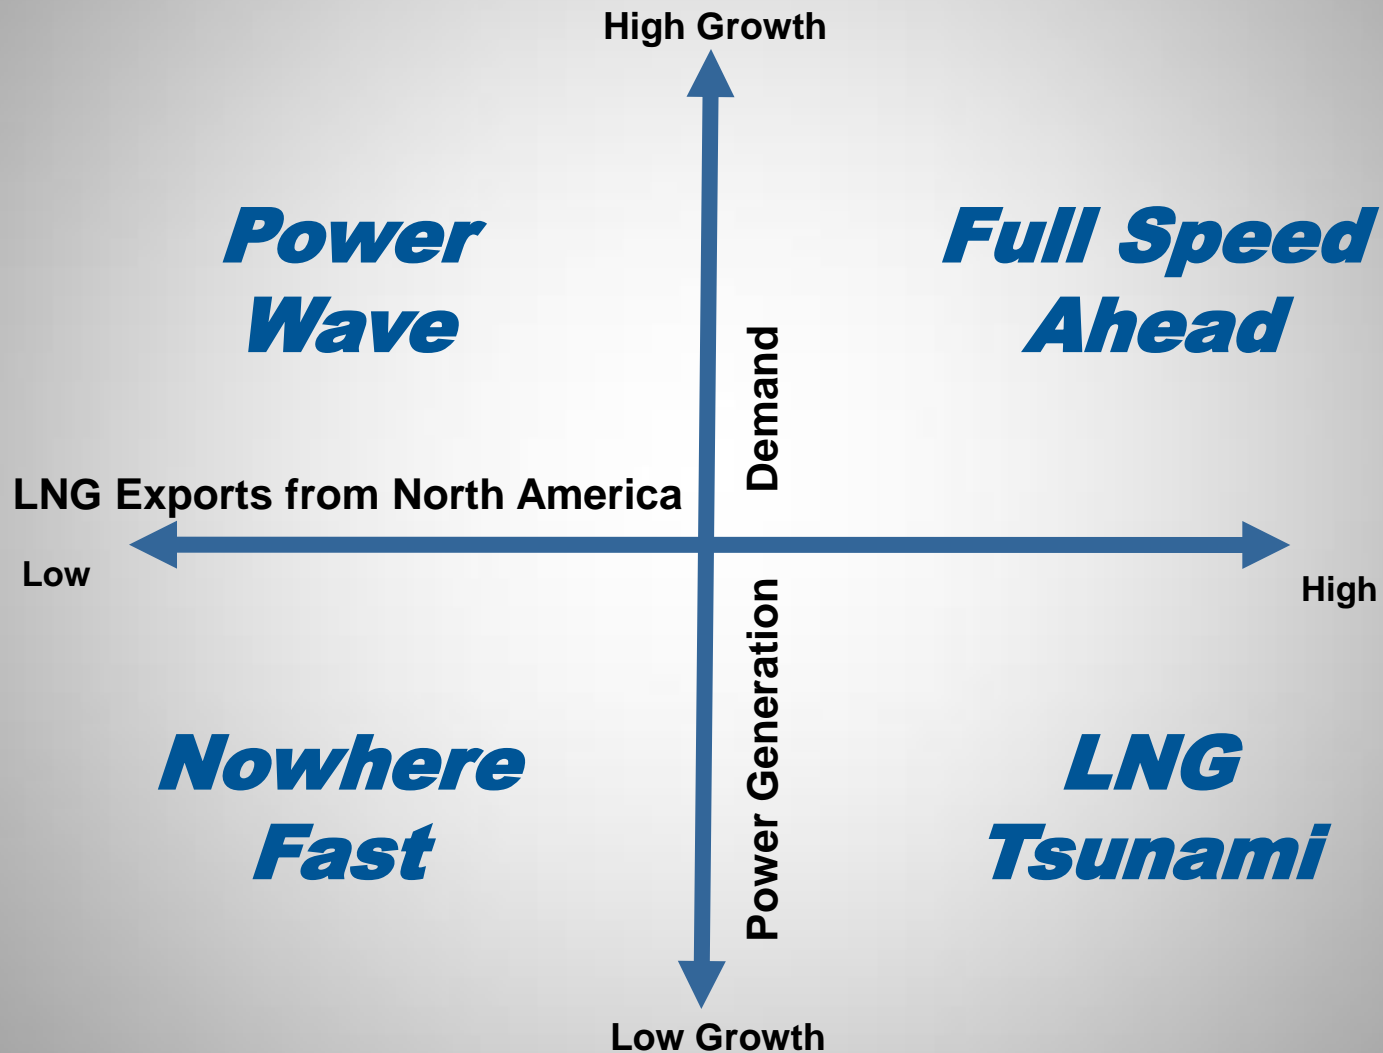 High Growth
Power
Wave
Full Speed
Ahead
Power Generation Demand
LNG Exports from North America
Low
High
Nowhere
Fast
LNG
Tsunami
Low Growth